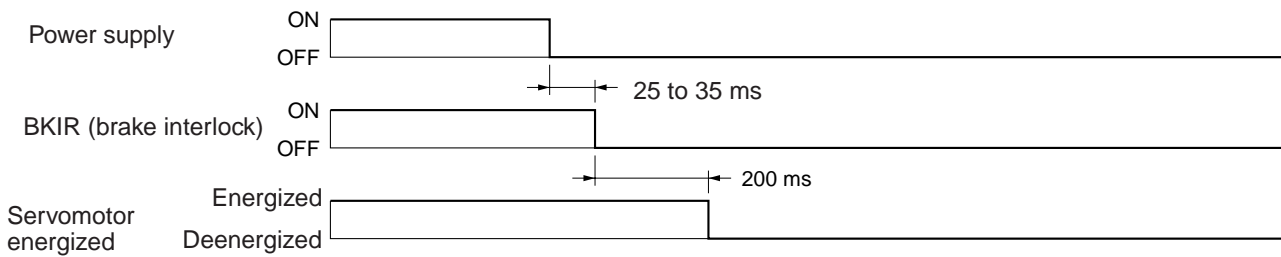 ON
Power supply
OFF
25 to 35 ms
ON
BKIR (brake interlock)
OFF
200 ms
Energized
Servomotor
energized
Deenergized